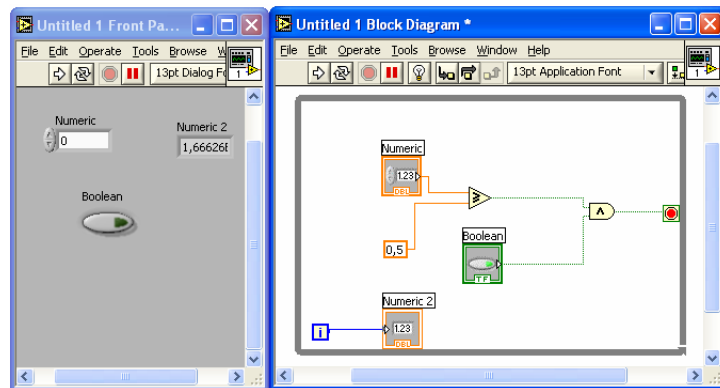 Untitled 1 Front Pa...
File Edit Operate Tools Browse
13pt Dialog Fo
1
Numeric
0
Numeric 2
1,66626
Boolean
Untitled 1 Block Diagram *
File Edit Operate Tools Browse Window Help
13pt Application Font
1
Numeric
1.23
DBL
0,5
Boolean
TF
Numeric 2
i
1.23
DBL